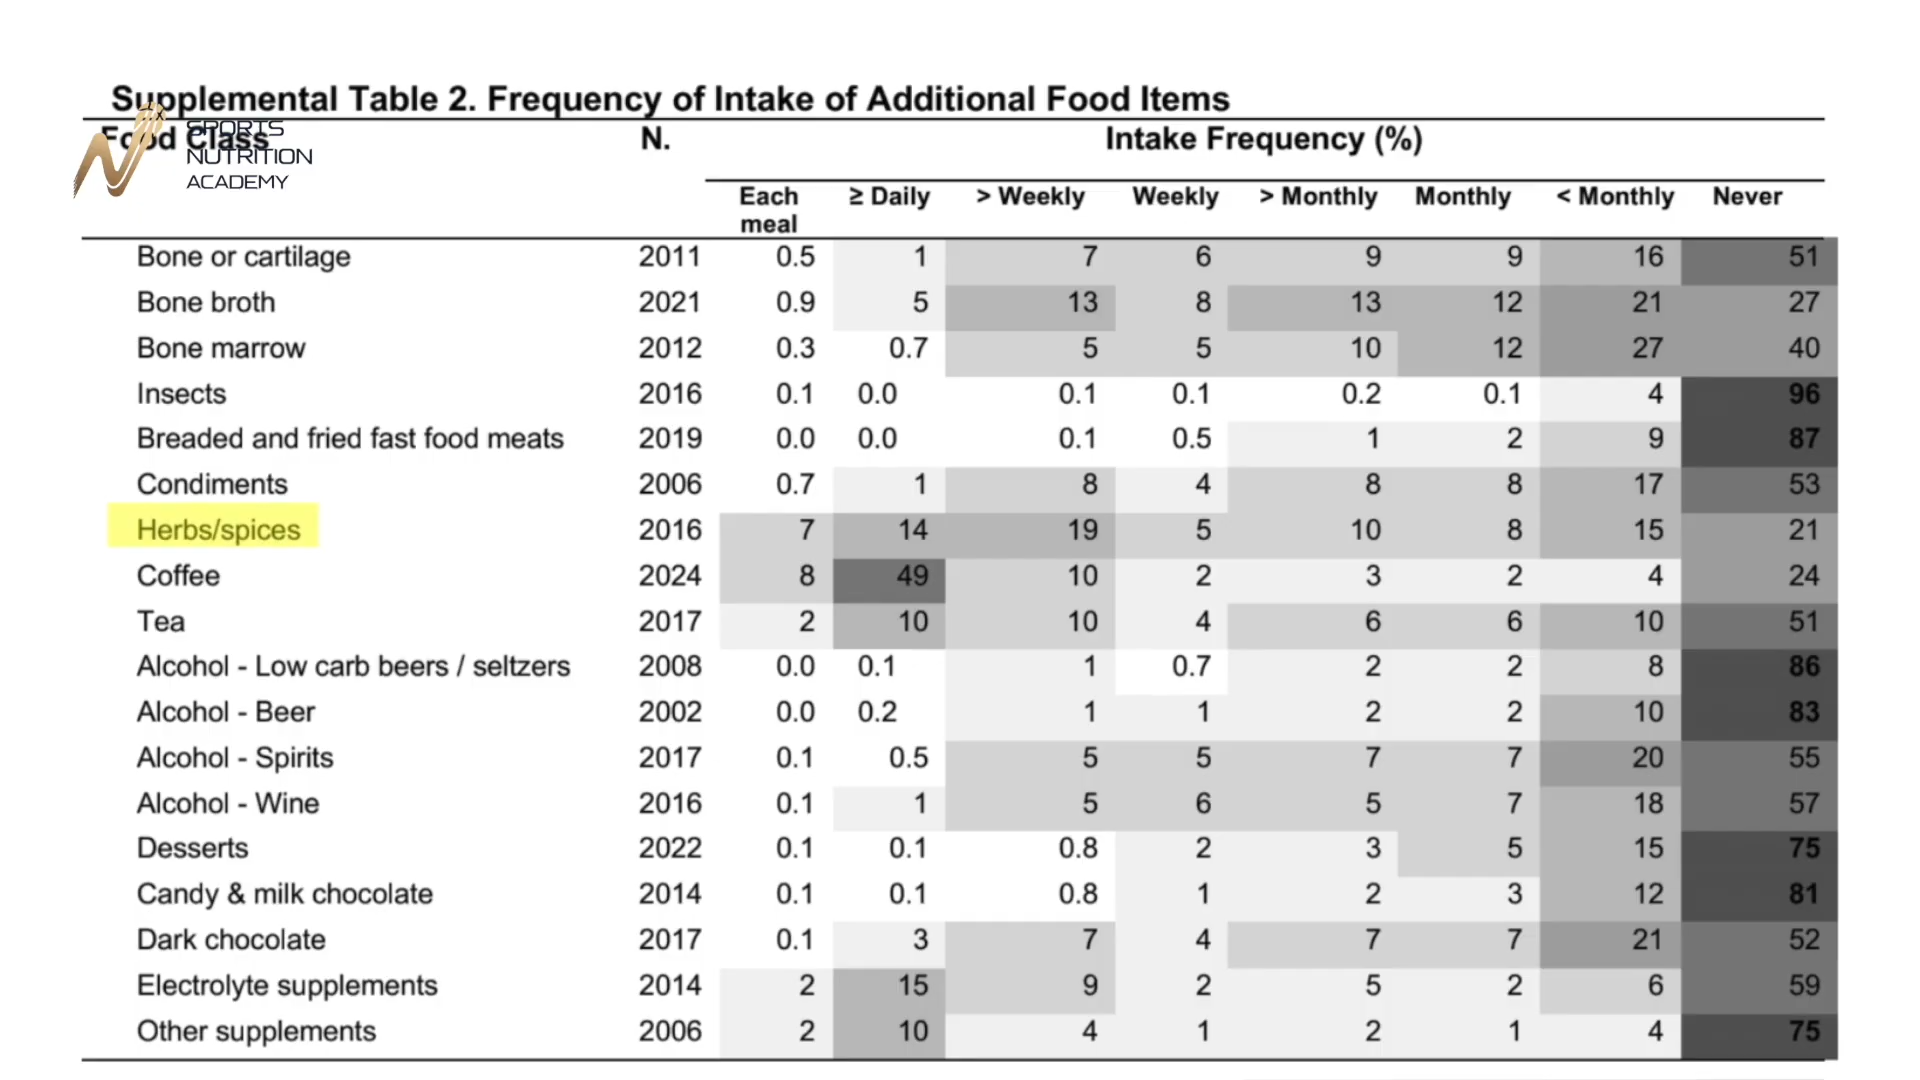 Supplemental Table 2. Frequency of Intake of Additional Food Items
Food Class N. Intake Frequency (%)
SPORTS
NUTRITION
ACADEMY
Each meal ≥ Daily > Weekly Weekly > Monthly Monthly < Monthly Never
Bone or cartilage 2011 0.5 1 7 6 9 9 16 51
Bone broth 2021 0.9 5 13 8 13 12 21 27
Bone marrow 2012 0.3 0.7 5 5 10 12 27 40
Insects 2016 0.1 0.0 0.1 0.1 0.2 0.1 4 96
Breaded and fried fast food meats 2019 0.0 0.0 0.1 0.5 1 2 9 87
Condiments 2006 0.7 1 8 4 8 8 17 53
Herbs/spices 2016 7 14 19 5 10 8 15 21
Coffee 2024 8 49 10 2 3 2 4 24
Tea 2017 2 10 10 4 6 6 10 51
Alcohol - Low carb beers / seltzers 2008 0.0 0.1 1 0.7 2 2 8 86
Alcohol - Beer 2002 0.0 0.2 1 1 2 2 10 83
Alcohol - Spirits 2017 0.1 0.5 5 5 7 7 20 55
Alcohol - Wine 2016 0.1 1 5 6 5 7 18 57
Desserts 2022 0.1 0.1 0.8 2 3 5 15 75
Candy & milk chocolate 2014 0.1 0.1 0.8 1 2 3 12 81
Dark chocolate 2017 0.1 3 7 4 7 7 21 52
Electrolyte supplements 2014 2 15 9 2 5 2 6 59
Other supplements 2006 2 10 4 1 2 1 4 75